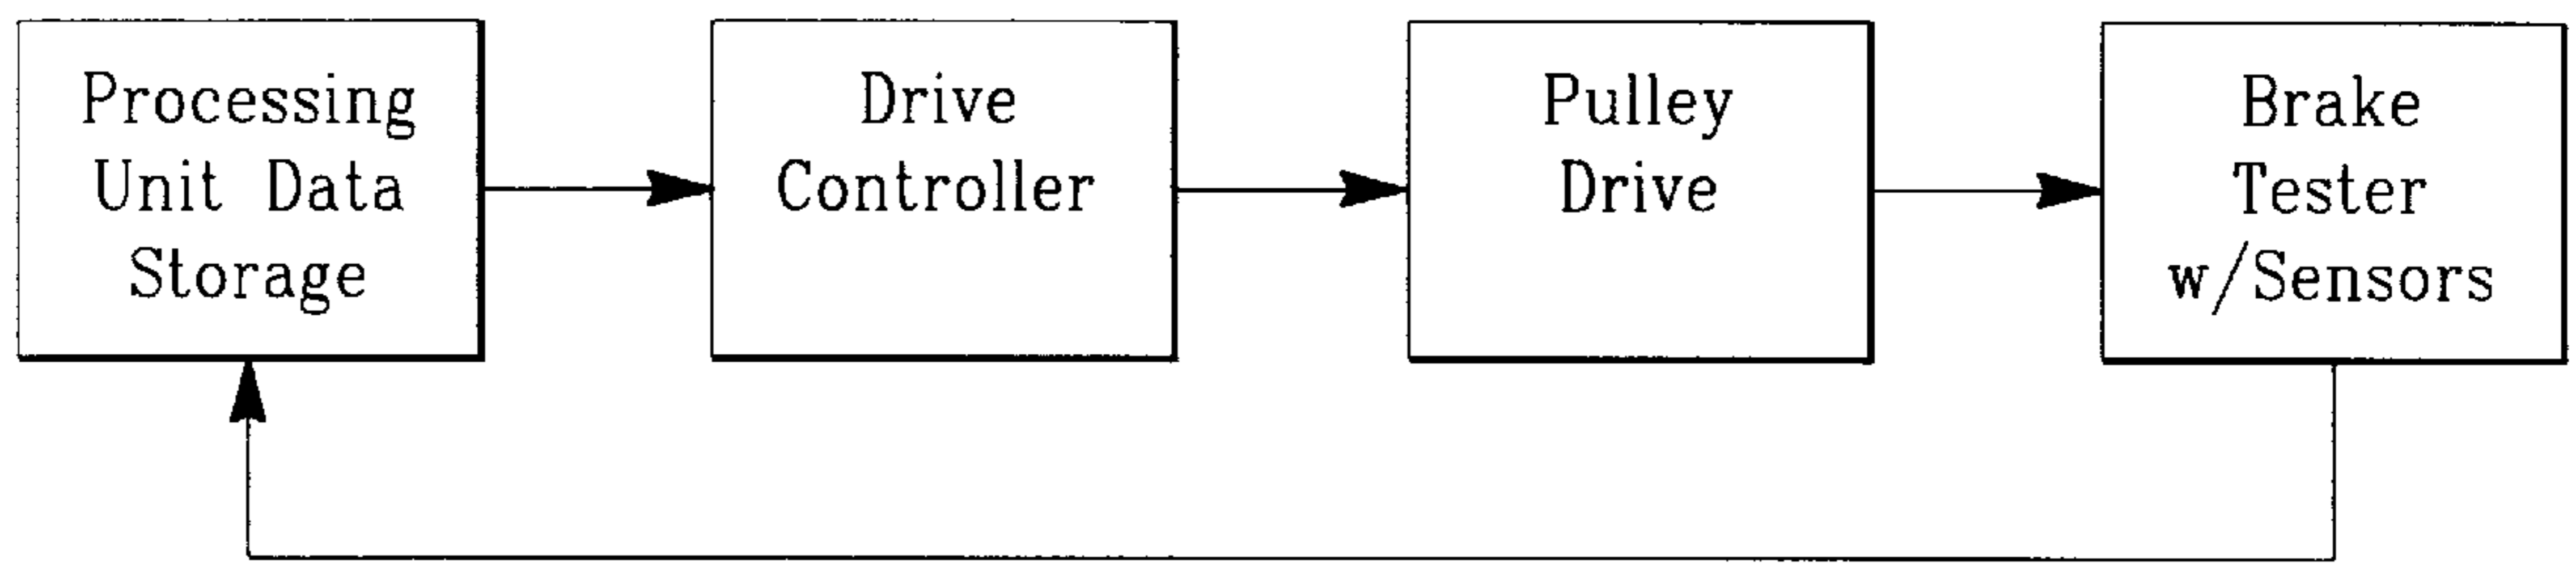 Processing
Unit Data
Storage
Drive
Controller
Pulley
Drive
Brake
Tester
w/Sensors